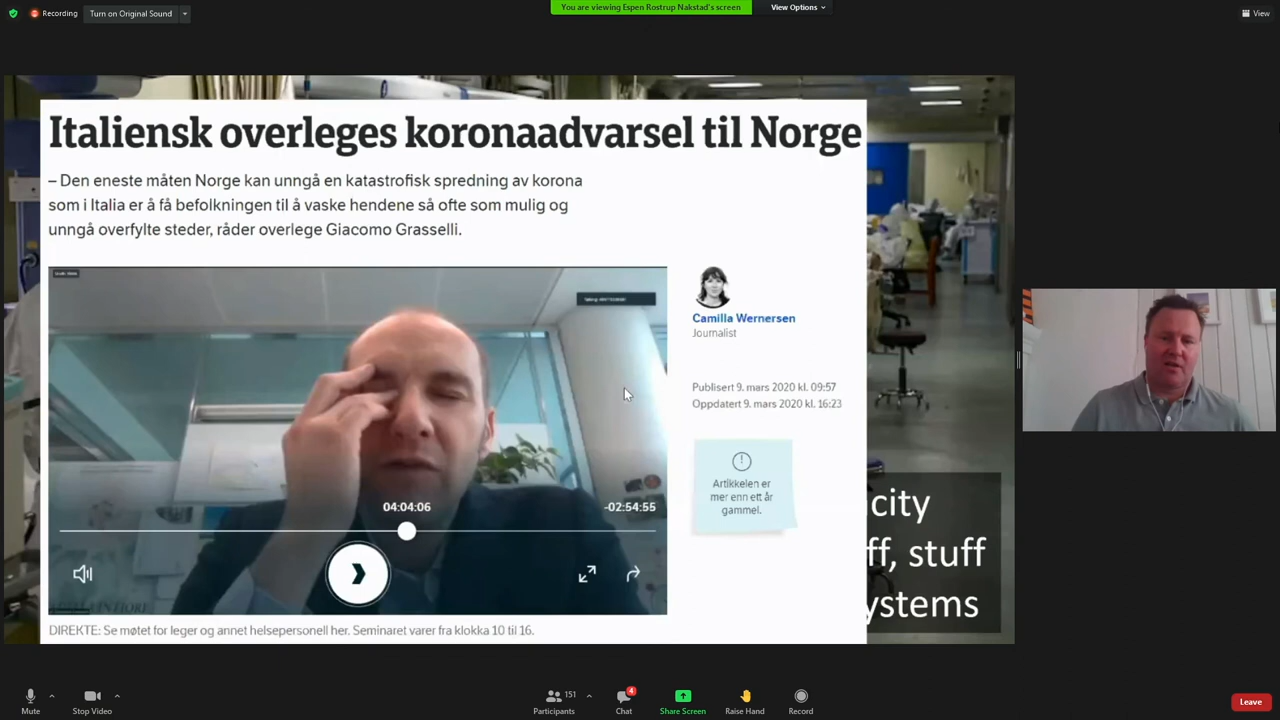 Recording
Turn on Original Sound
You are viewing Espen Rostrup Nakstad's screen
View Options
View
Italiensk overleges koronaadvarsel til Norge
– Den eneste måten Norge kan unngå en katastrofisk spredning av korona
som i Italia er å få befolkningen til å vaske hendene så ofte som mulig og
unngå overfylte steder, råder overlege Giacomo Grasselli.
Camilla Wernersen
Journalist
Publisert 9. mars 2020 kl. 09:57
Oppdatert 9. mars 2020 kl. 16:23
Artikkelen er
mer enn ett år
gammel.
04:04:06
-02:54:55
DIREKTE: Se møtet for leger og annet helsepersonell her. Seminaret varer fra klokka 10 til 16.
city
ff, stuff
ystems
Mute
Stop Video
151
Participants
4
Chat
Share Screen
Raise Hand
Record
Leave